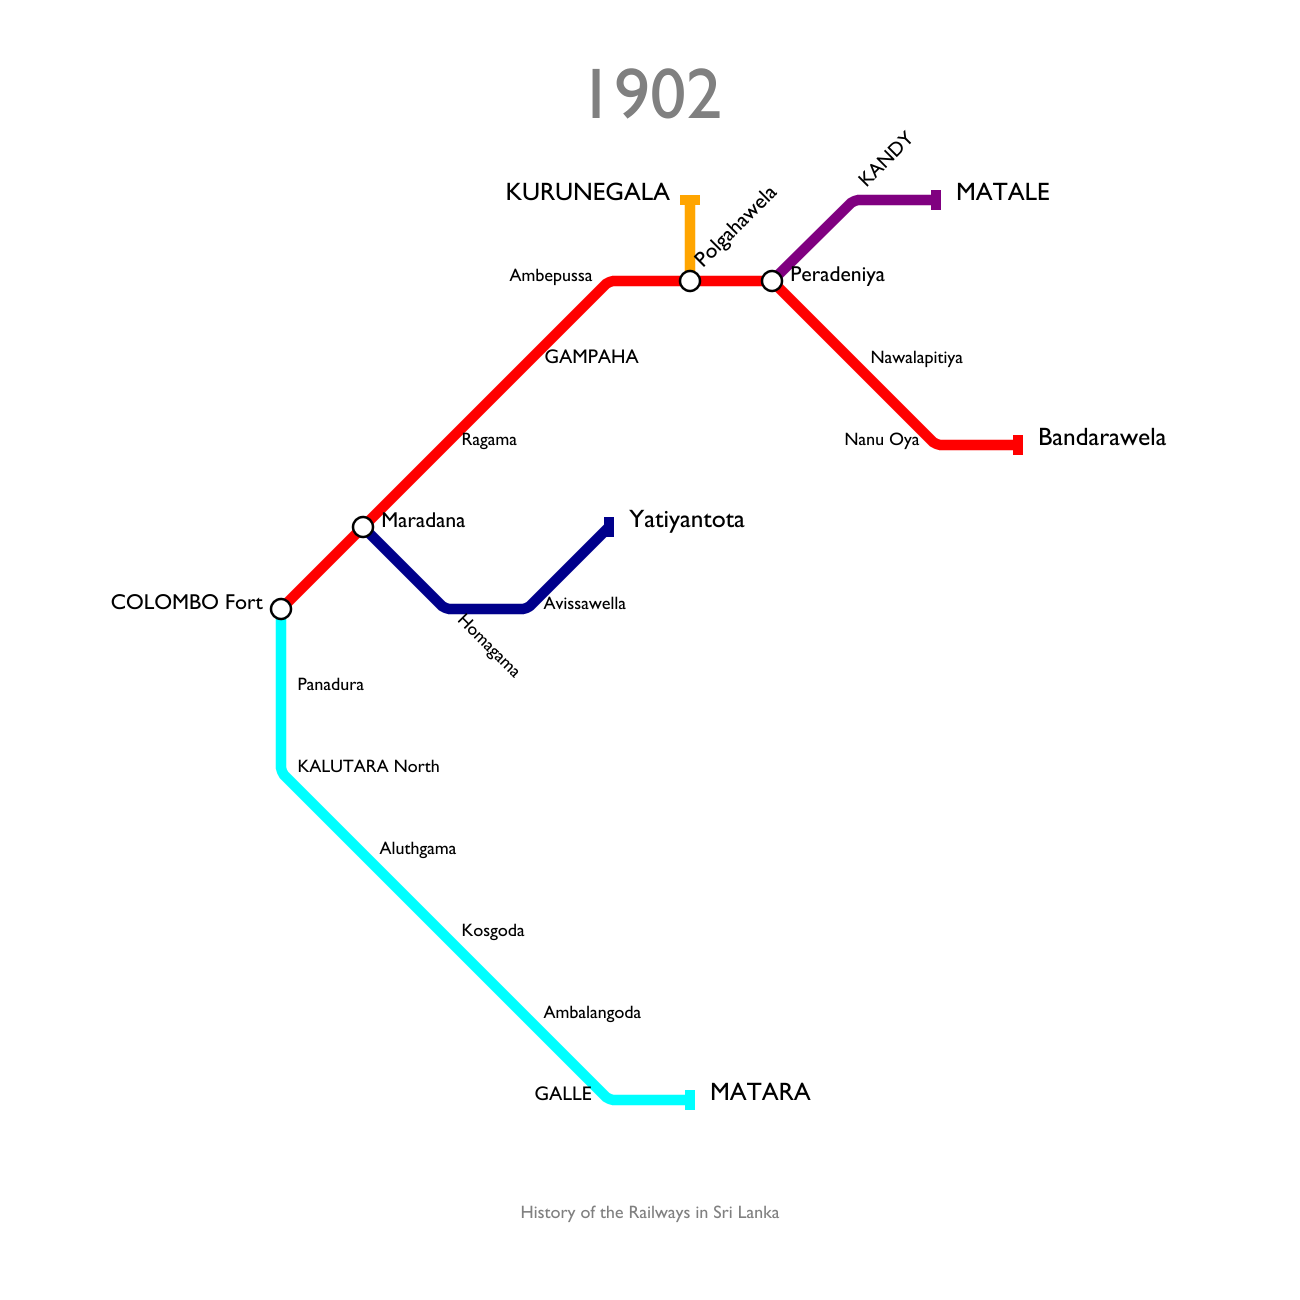 1902
KANDY
KURUNEGALA
MATALE
Polgahawela
Ambepussa
Peradeniya
GAMPAHA
Nawalapitiya
Ragama
Nanu Oya
Bandarawela
Maradana
Yatiyantota
COLOMBO Fort
Avissawella
Homagama
Panadura
KALUTARA North
Aluthgama
Kosgoda
Ambalangoda
GALLE
MATARA
History of the Railways in Sri Lanka